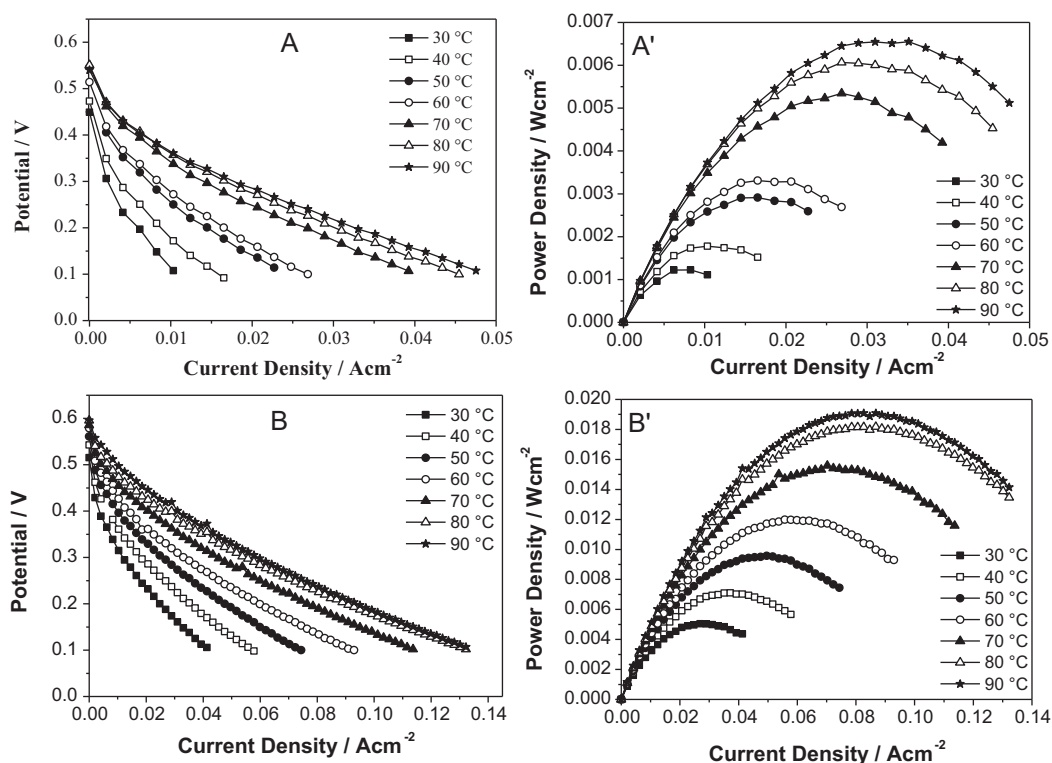 A
0.6
0.5
0.4
0.3
0.2
0.1
0.0
Potential / V
0.00 0.01 0.02 0.03 0.04 0.05
Current Density / Acm-2
30 °C
40 °C
50 °C
60 °C
70 °C
80 °C
90 °C
A'
0.007
0.006
0.005
0.004
0.003
0.002
0.001
0.000
Power Density / Wcm-2
0.00 0.01 0.02 0.03 0.04 0.05
Current Density / Acm-2
30 °C
40 °C
50 °C
60 °C
70 °C
80 °C
90 °C
B
0.6
0.5
0.4
0.3
0.2
0.1
0.0
Potential / V
0.00 0.02 0.04 0.06 0.08 0.10 0.12 0.14
Current Density / Acm-2
30 °C
40 °C
50 °C
60 °C
70 °C
80 °C
90 °C
B'
0.020
0.018
0.016
0.014
0.012
0.010
0.008
0.006
0.004
0.002
0.000
Power Density / Wcm-2
0.00 0.02 0.04 0.06 0.08 0.10 0.12 0.14
Current Density / Acm-2
30 °C
40 °C
50 °C
60 °C
70 °C
80 °C
90 °C